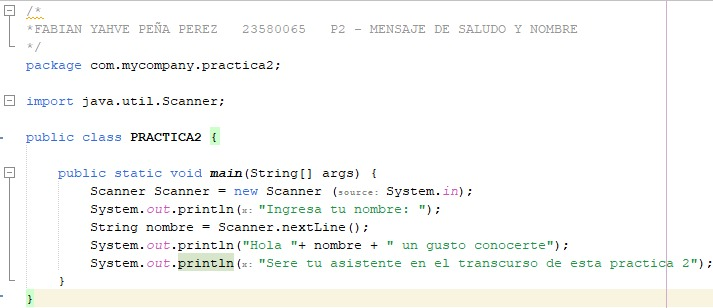 /*
*FABIAN YAHVE PEÑA PEREZ   23580065   P2 - MENSAJE DE SALUDO Y NOMBRE
*/
package com.mycompany.practica2;
import java.util.Scanner;
public class PRACTICA2 {
public static void main(String[] args) {
Scanner Scanner = new Scanner (source: System.in);
System.out.println(x: "Ingresa tu nombre: ");
String nombre = Scanner.nextLine();
System.out.println("Hola "+ nombre + " un gusto conocerte");
System.out.println(x: "Sere tu asistente en el transcurso de esta practica 2");
}
}